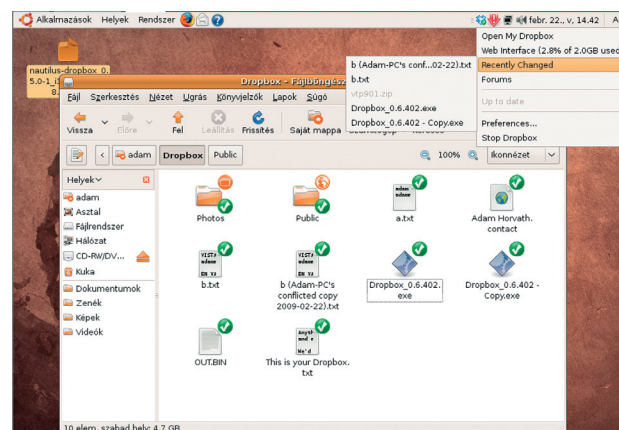 Alkalmazások Helyek Rendszer febr. 22., v, 14.42 A
Open My Dropbox
Web Interface (2.8% of 2.0GB used
Recently Changed
Forums
Up to date
Preferences...
Stop Dropbox
b (Adam-PC's conf...02-22).txt
b.txt
vtp901.zip
Dropbox_0.6.402.exe
Dropbox_0.6.402 - Copy.exe
nautilus-dropbox_0.
5.0-1_i
8.
Dropbox - Fájlböngész
Fájl Szerkesztés Nézet Ugrás Könyvjelzők Lapok Súgó
Vissza Előre Fel Leállítás Frissítés Saját mappa
adam Dropbox Public 100% Ikonnézet
Helyek
adam
Asztal
Fájlrendszer
Hálózat
CD-RW/DV...
Kuka
Dokumentumok
Zenék
Képek
Videók
Photos
Public
a.txt
Adam Horvath.
contact
b.txt
b (Adam-PC's
conflicted copy
2009-02-22).txt
Dropbox_0.6.402.
exe
Dropbox_0.6.402 -
Copy.exe
OUT.BIN
This is your Dropbox.
txt
10 elem, szabad hely: 4,7 GB